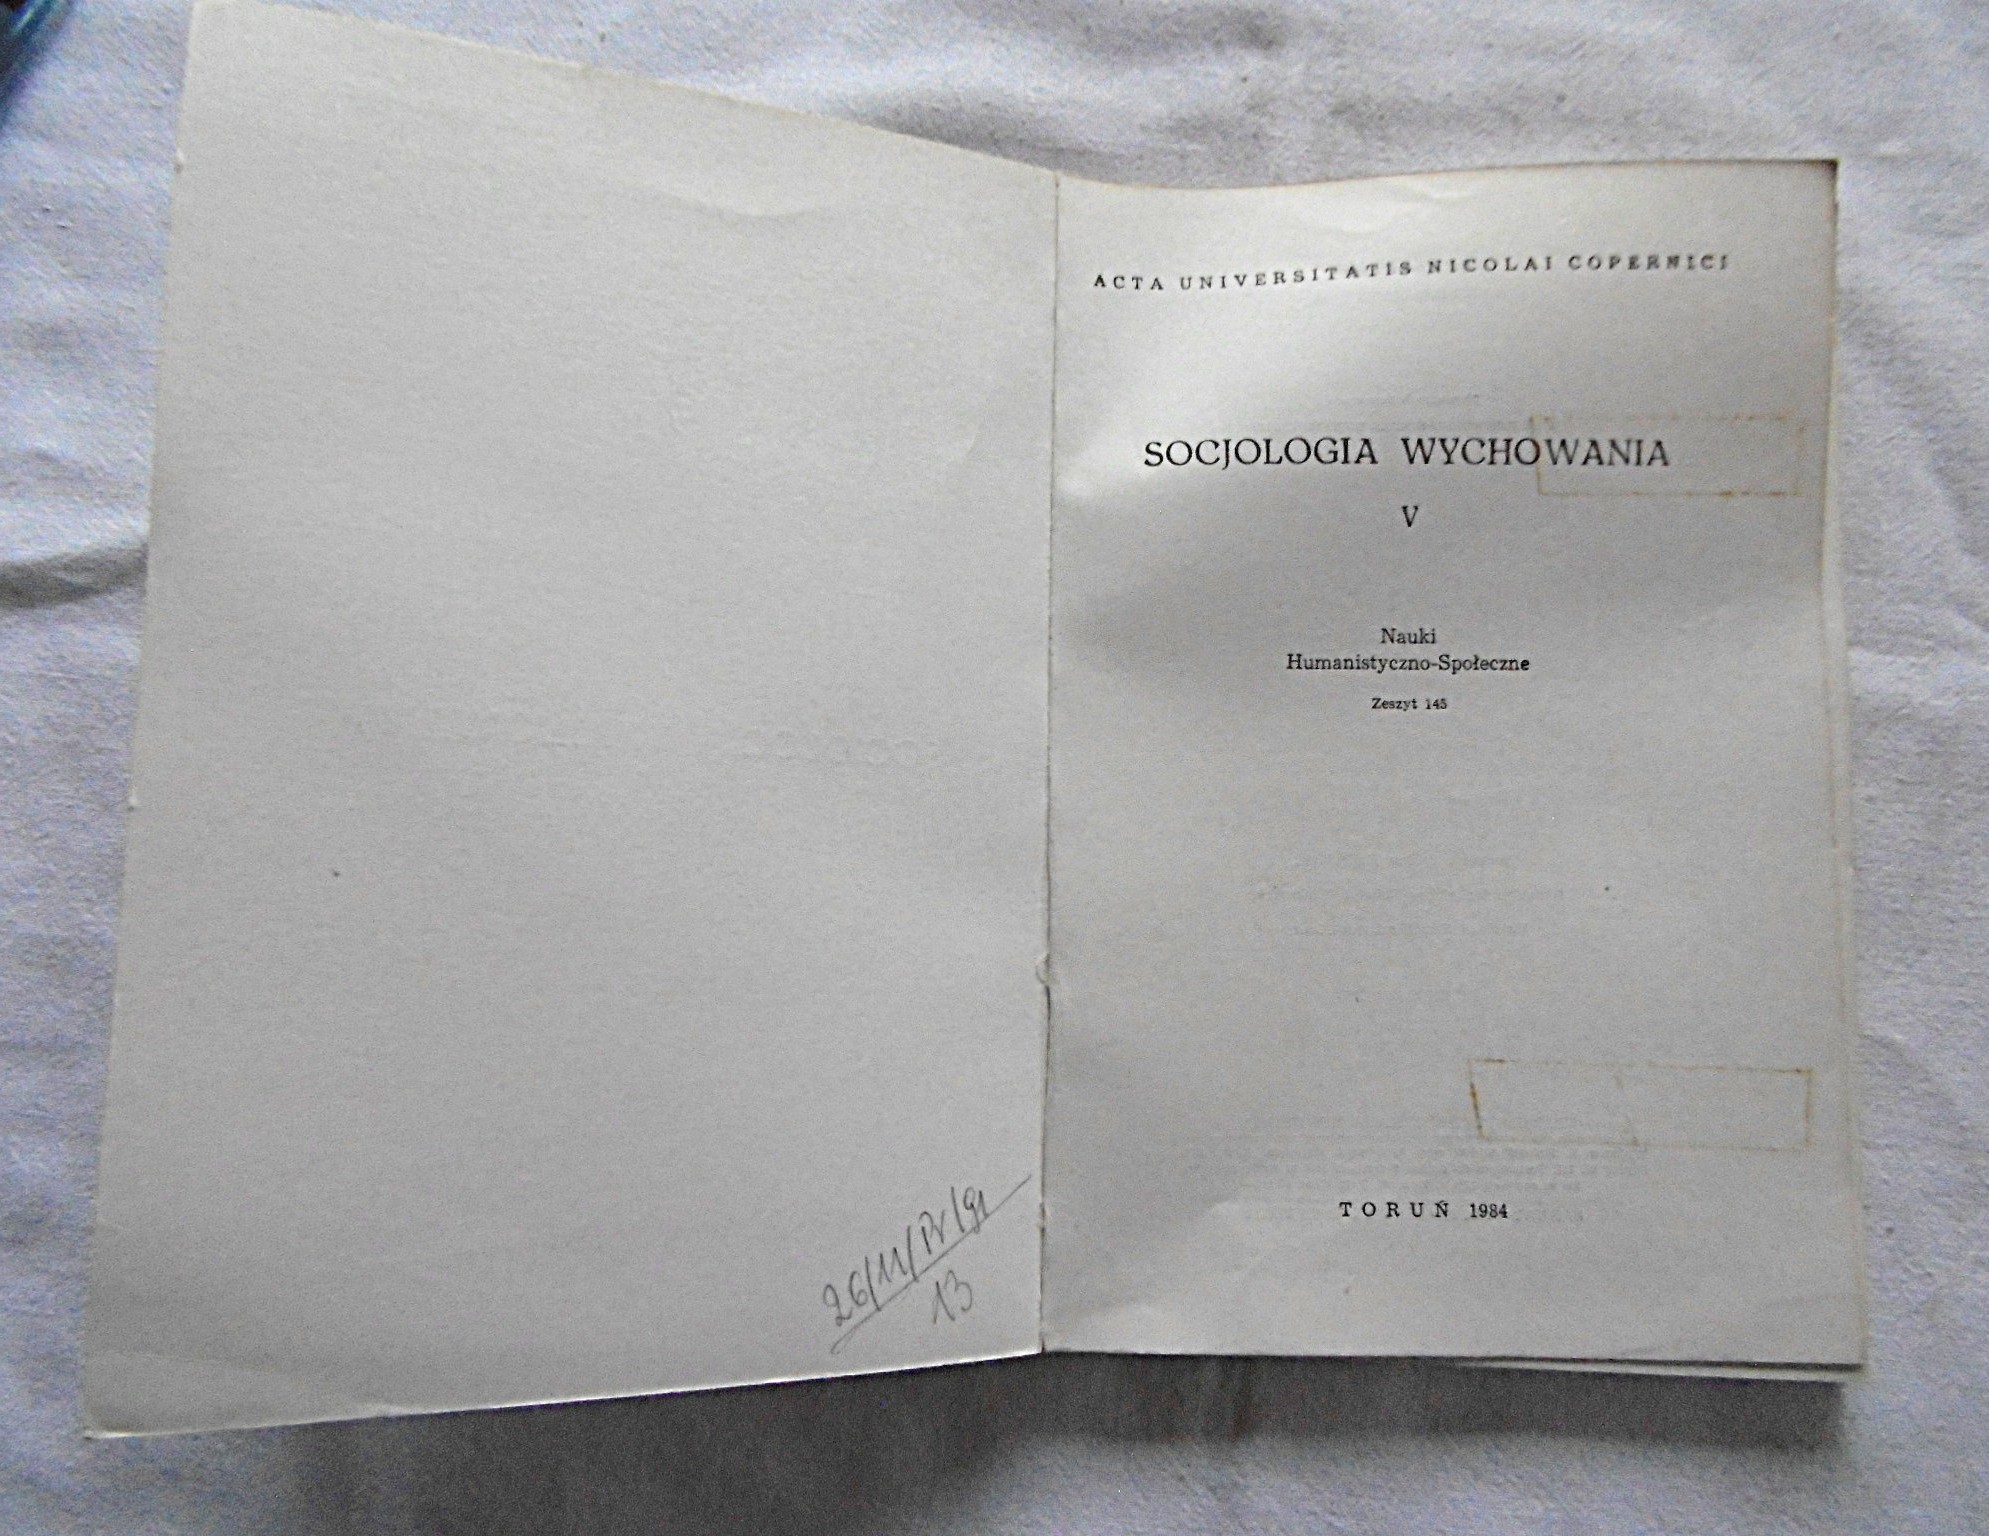 ACTA UNIVERSITATIS NICOLAI COPERNICI
SOCJOLOGIA WYCHOWANIA
V
Nauki
Humanistyczno-Społeczne
Zeszyt 145
TORUŃ 1984
26/11/Pr/91
13